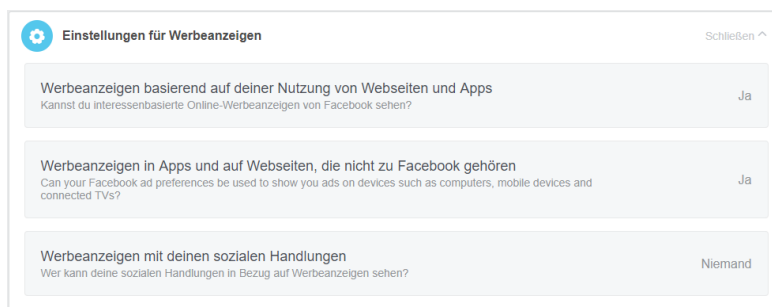 Einstellungen für Werbeanzeigen
Schließen
Werbeanzeigen basierend auf deiner Nutzung von Webseiten und Apps
Kannst du interessenbasierte Online-Werbeanzeigen von Facebook sehen?
Ja
Werbeanzeigen in Apps und auf Webseiten, die nicht zu Facebook gehören
Can your Facebook ad preferences be used to show you ads on devices such as computers, mobile devices and
connected TVs?
Ja
Werbeanzeigen mit deinen sozialen Handlungen
Wer kann deine sozialen Handlungen in Bezug auf Werbeanzeigen sehen?
Niemand